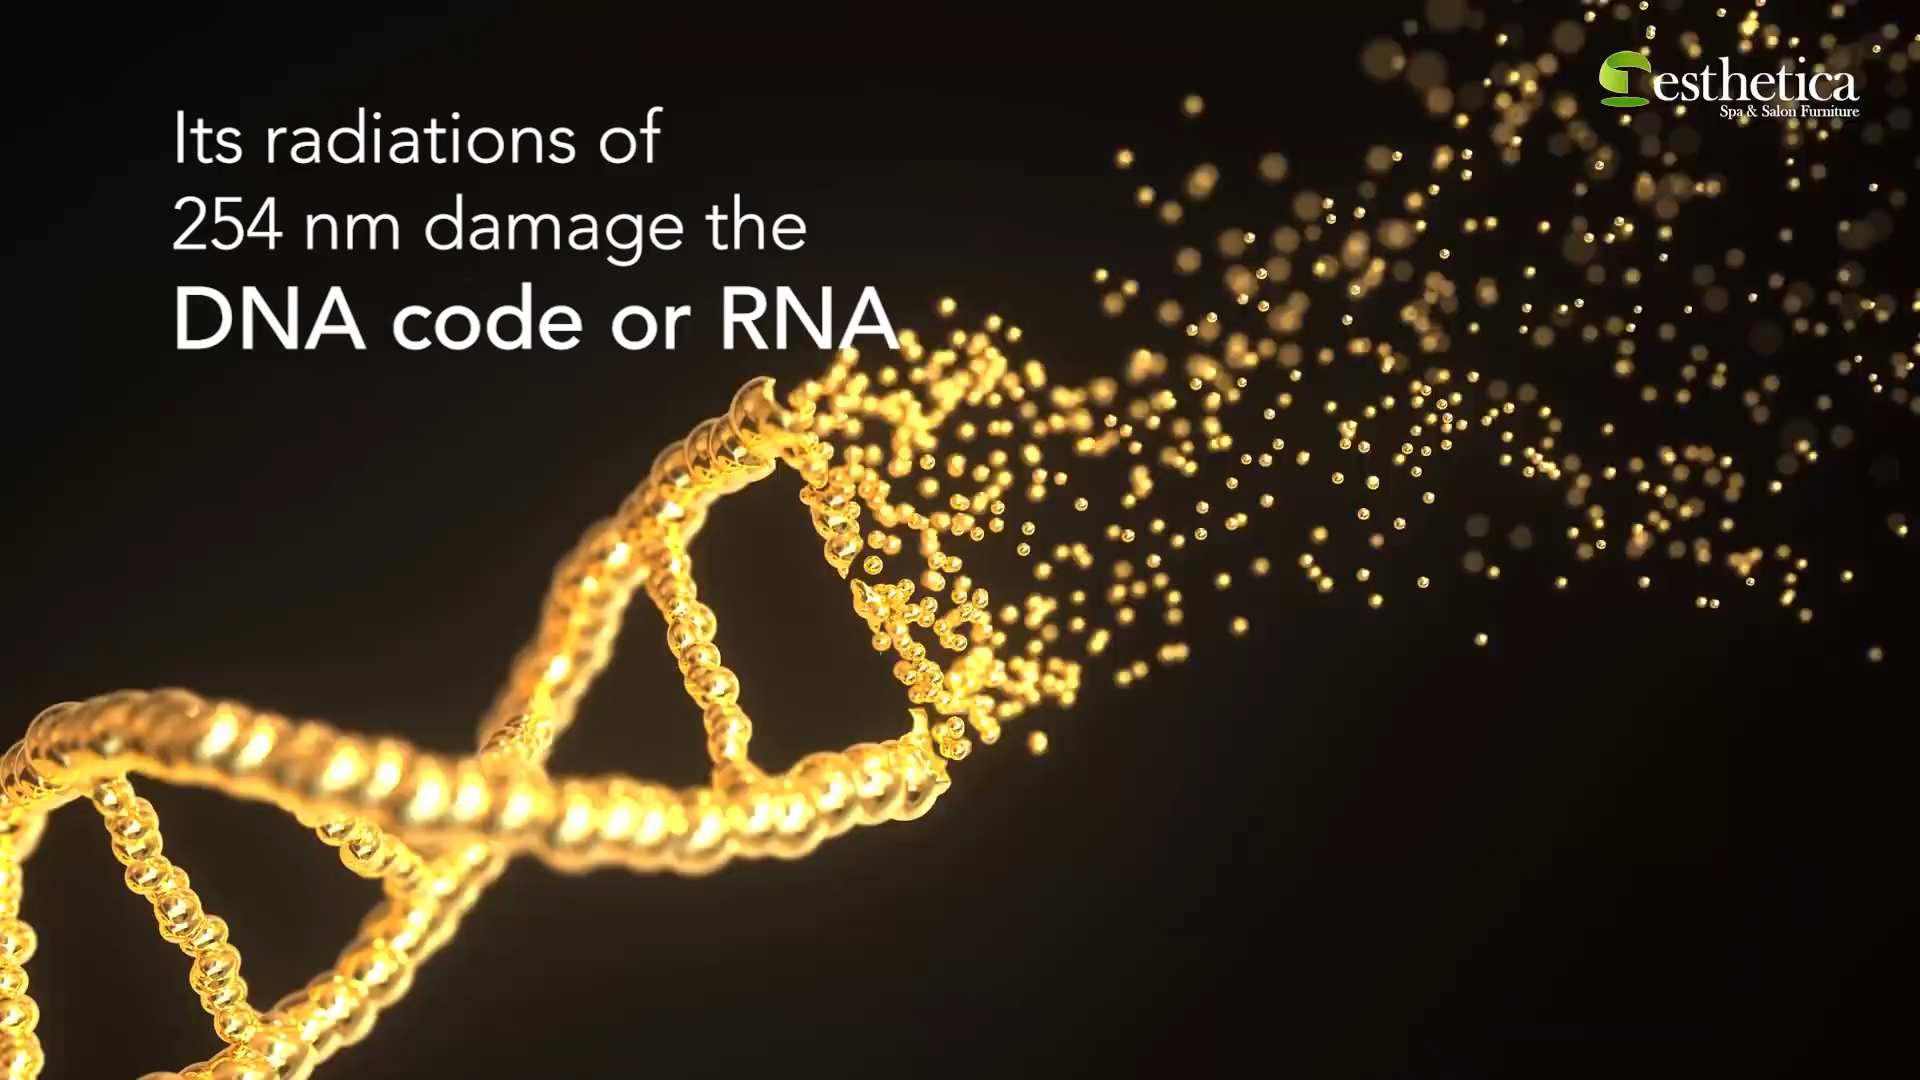 esthetica
Spa & Salon Furniture
Its radiations of
254 nm damage the
DNA code or RNA